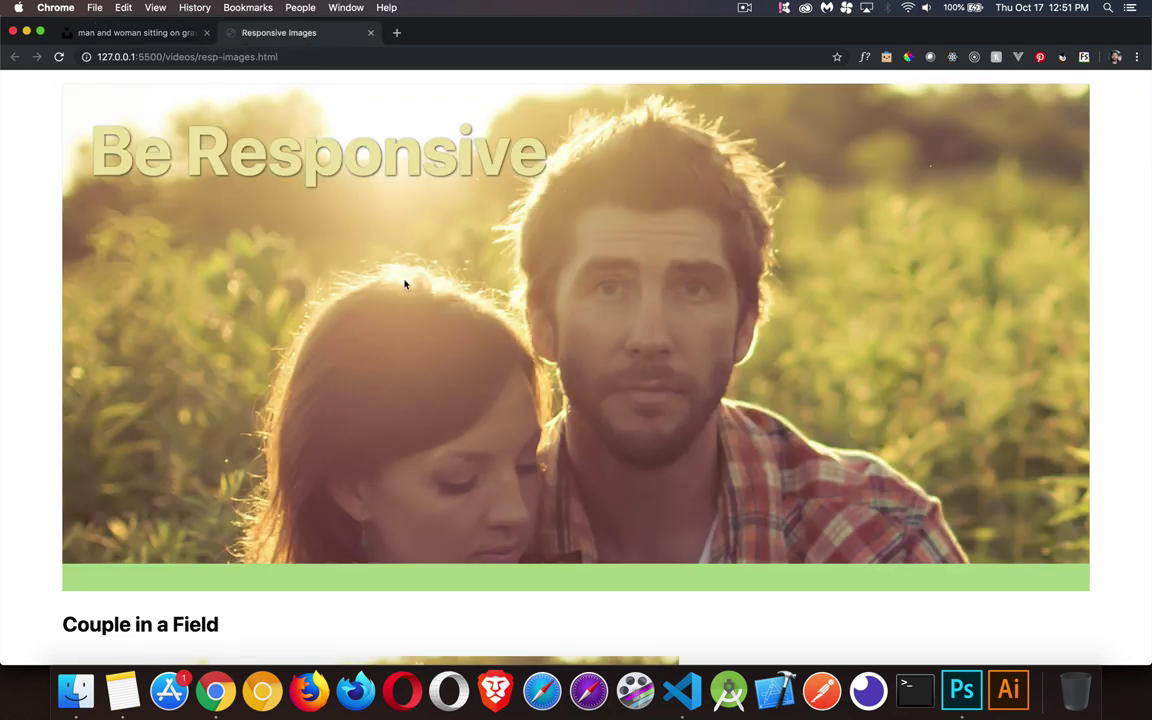 Chrome File Edit View History Bookmarks People Window Help 100% Thu Oct 17 12:51 PM
man and woman sitting on gra
Responsive Images
127.0.0.1:5500/videos/resp-images.html
Be Responsive
Couple in a Field
1
>_
Ps
Ai